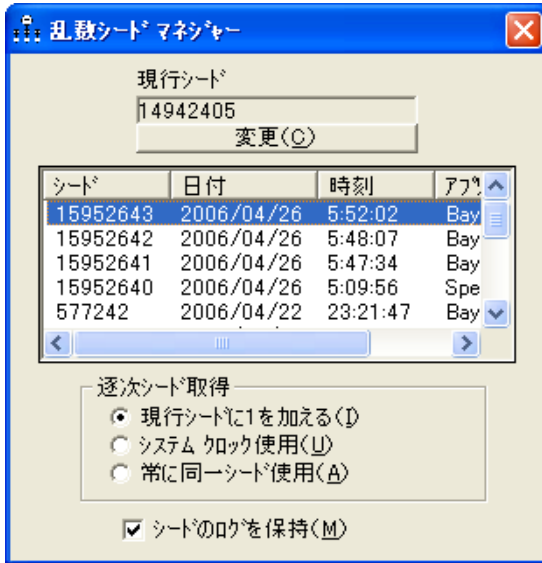 乱数シード マネジャー
現行シード
14942405
変更(C)
シード 日付 時刻 アプ
15952643 2006/04/26 5:52:02 Bay
15952642 2006/04/26 5:48:07 Bay
15952641 2006/04/26 5:47:34 Bay
15952640 2006/04/26 5:09:56 Spe
577242 2006/04/22 23:21:47 Bay
逐次シード取得
現行シードに1を加える(I)
システム クロック使用(U)
常に同一シード使用(A)
シードのログを保持(M)